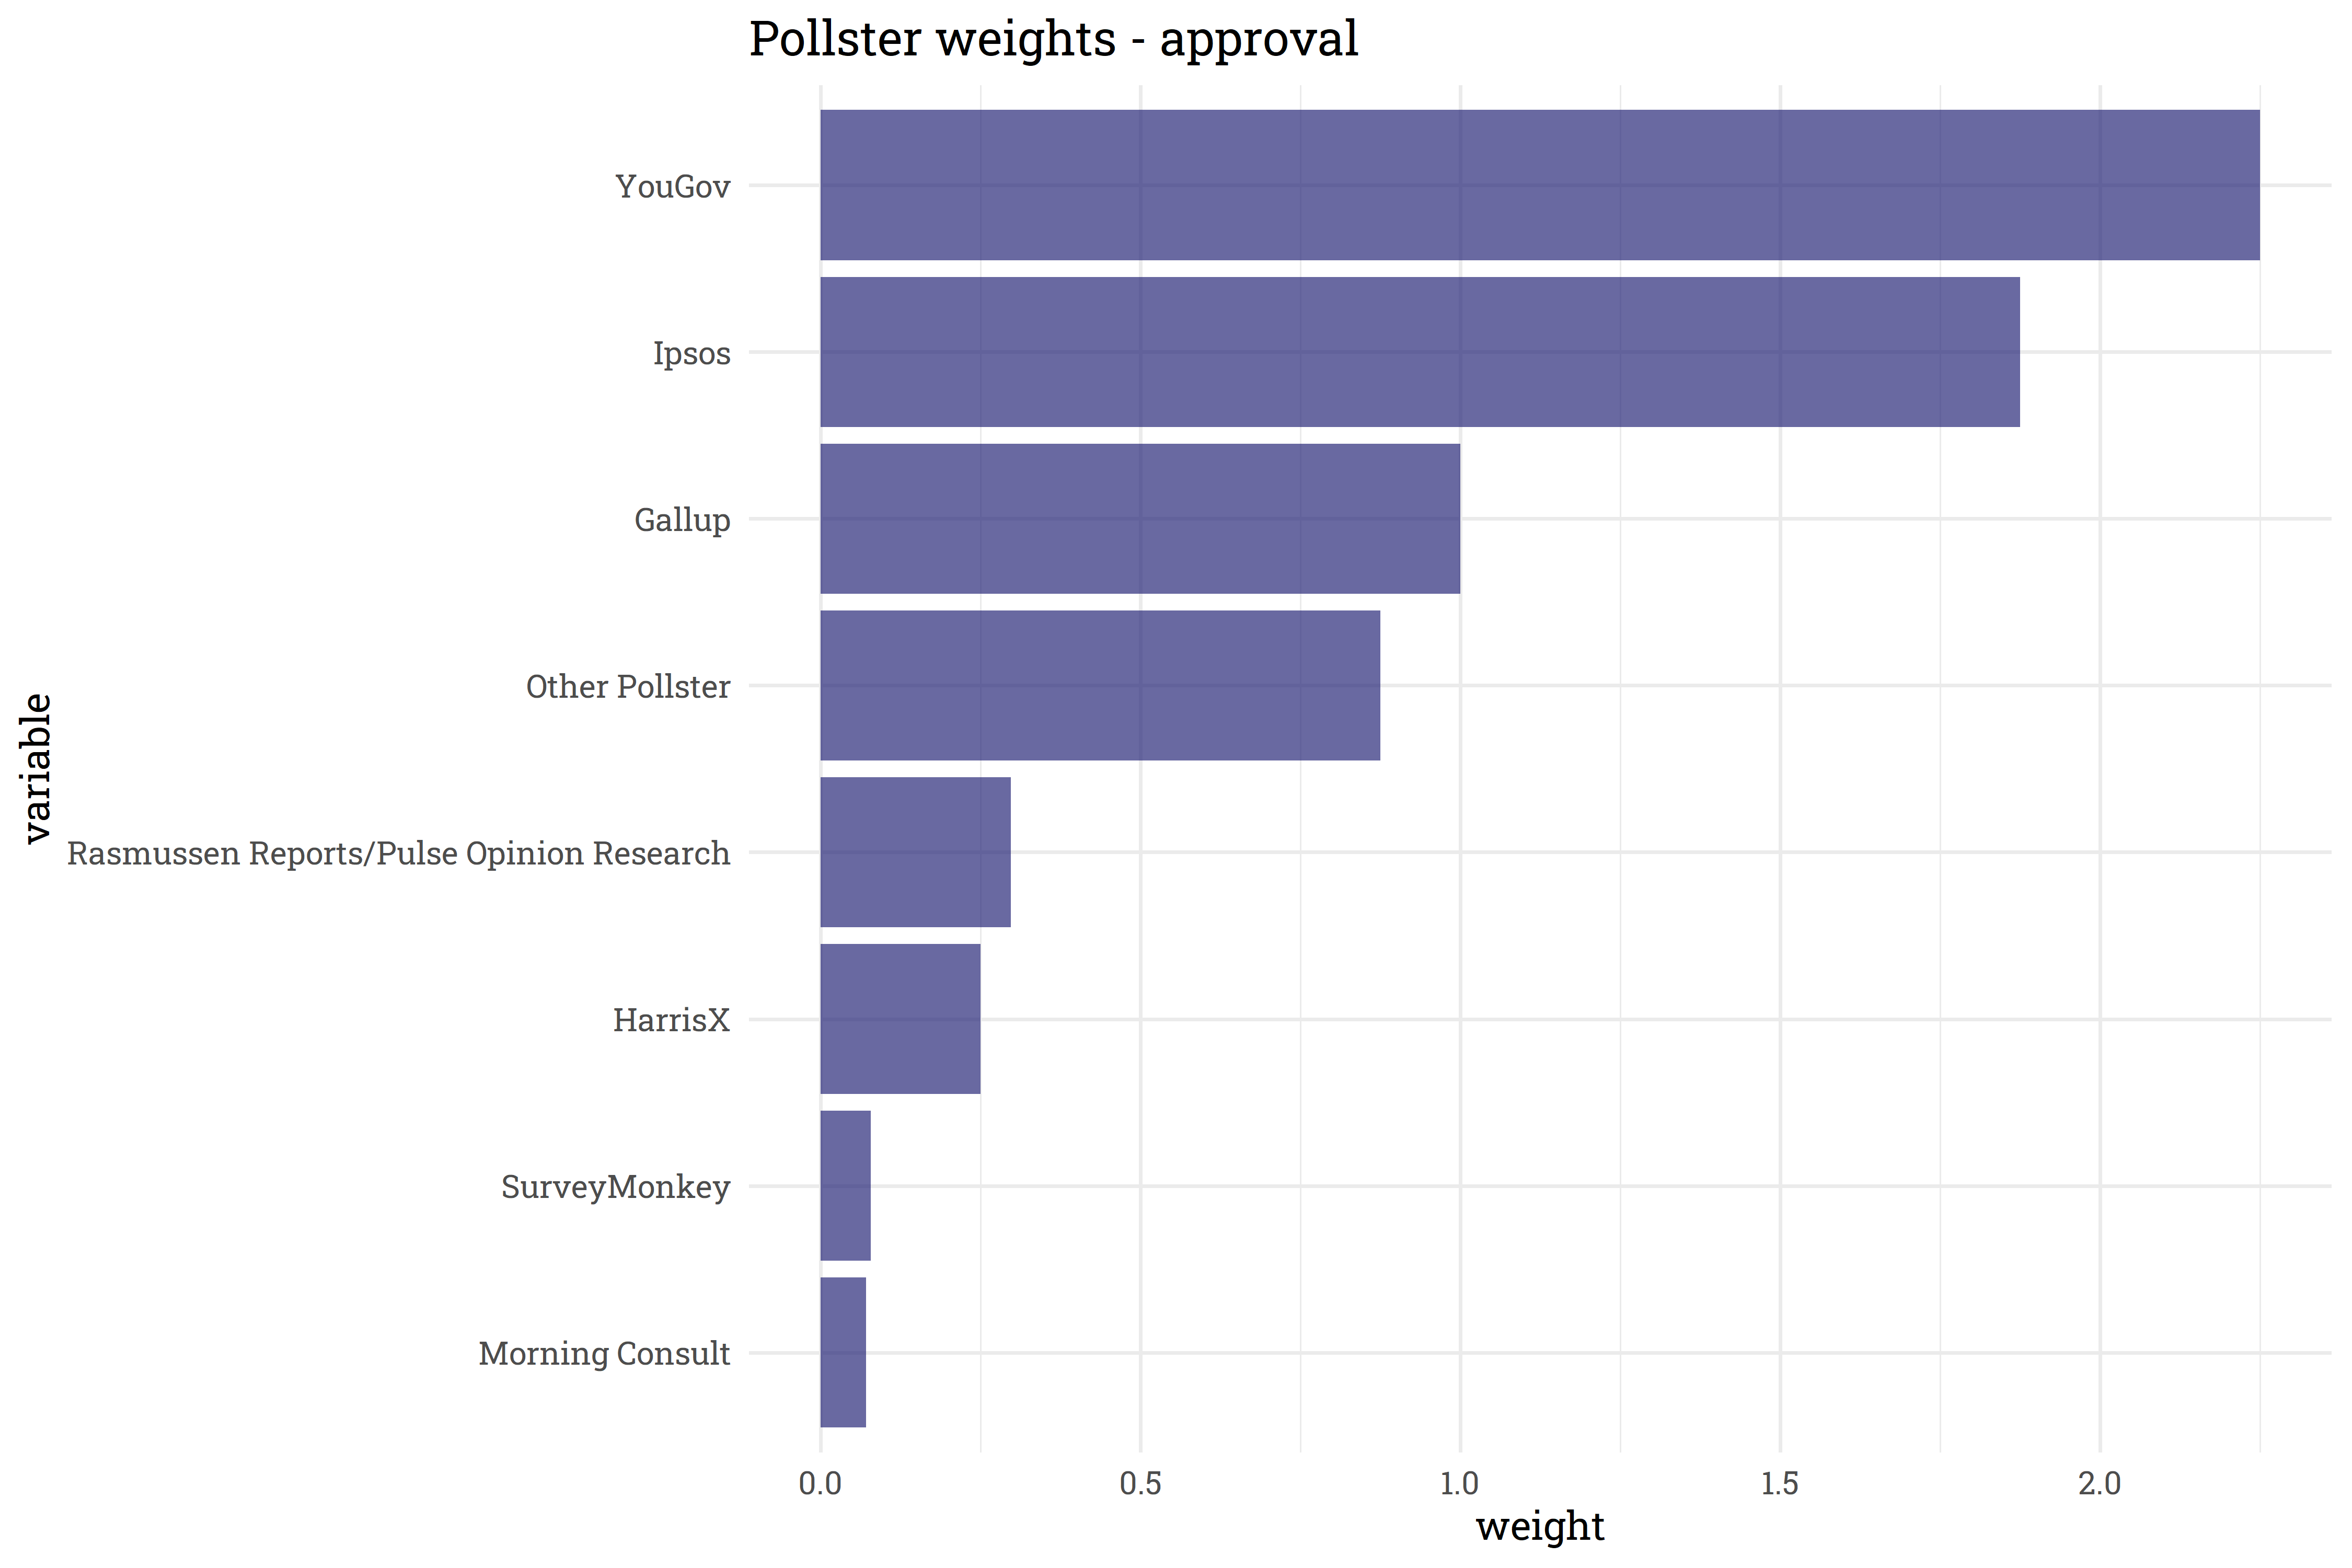 Pollster weights - approval
YouGov
Ipsos
Gallup
Other Pollster
Rasmussen Reports/Pulse Opinion Research
HarrisX
SurveyMonkey
Morning Consult
variable
0.0 0.5 1.0 1.5 2.0
weight